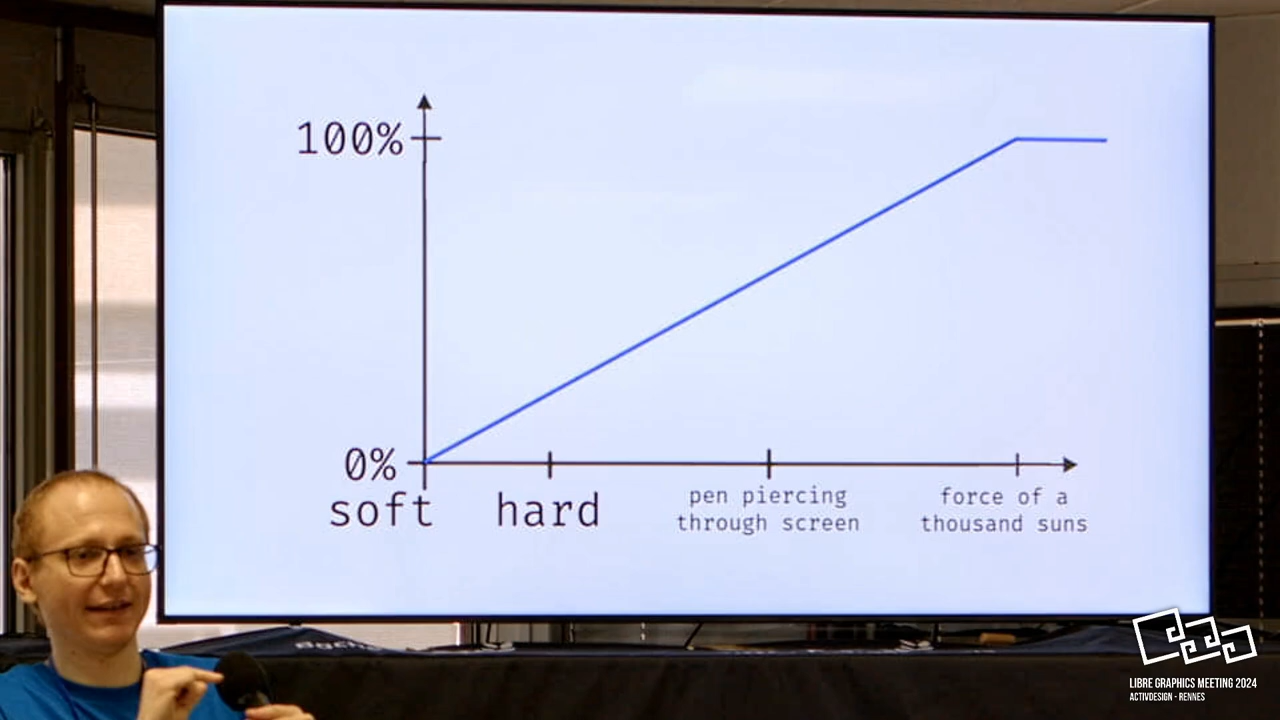 100%
0%
soft
hard
pen piercing
through screen
force of a
thousand suns
LIBRE GRAPHICS MEETING 2024
ACTIVDESIGN - RENNES